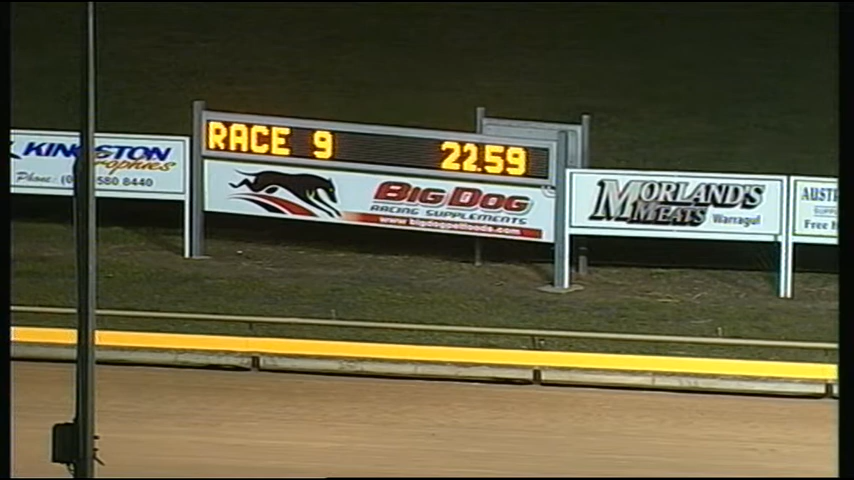 RACE 9 22.59
KINGSTON
Trophies
Phone: 580 8440
BIG DOG
RACING SUPPLEMENTS
www.bigdogpetfoods.com
MORLAND'S
MEATS Warragul
AUST
Free